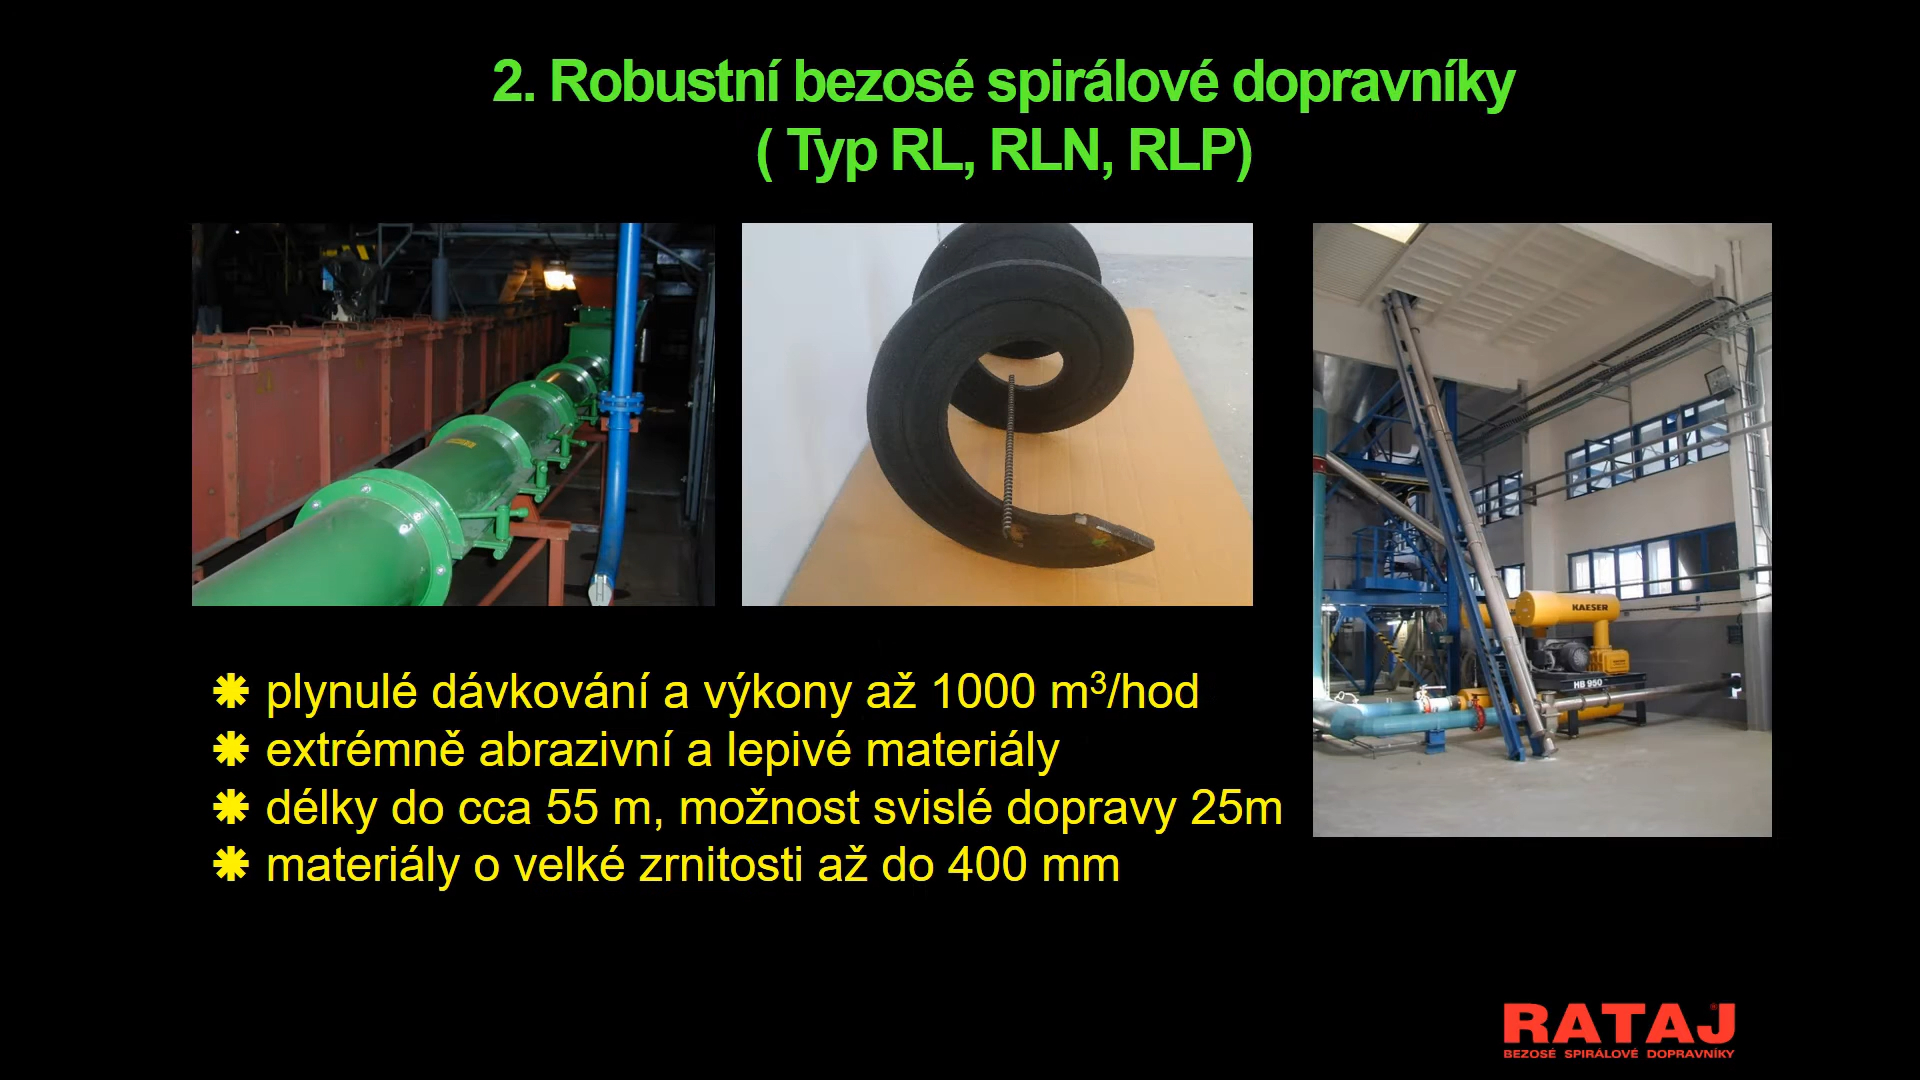 2. Robustní bezosé spirálové dopravníky
( Typ RL, RLN, RLP)
KAESER
HB 950
✱ plynulé dávkování a výkony až 1000 m³/hod
✱ extrémně abrazivní a lepivé materiály
✱ délky do cca 55 m, možnost svislé dopravy 25m
✱ materiály o velké zrnitosti až do 400 mm
RATAJ
BEZOSÉ SPIRÁLOVÉ DOPRAVNÍKY